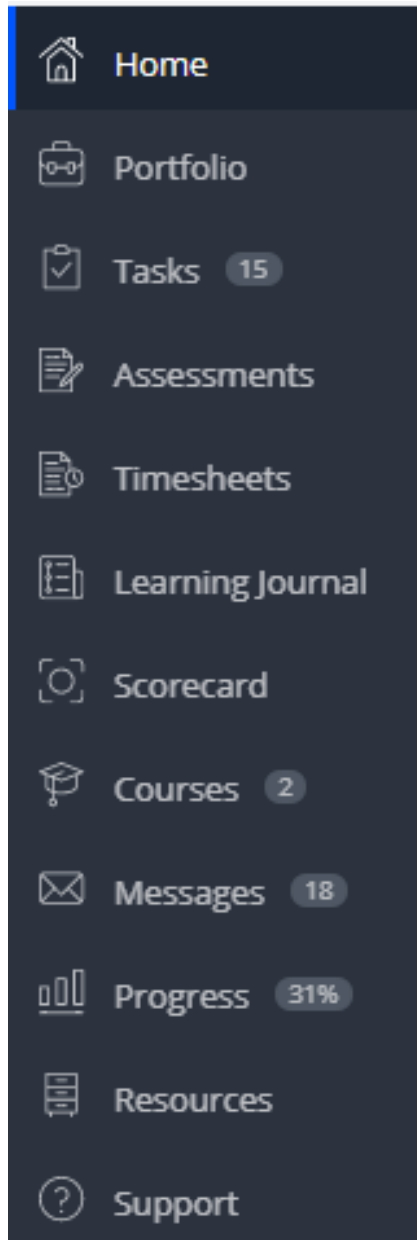 Home
Portfolio
Tasks 15
Assessments
Timesheets
Learning Journal
Scorecard
Courses 2
Messages 18
Progress 31%
Resources
Support